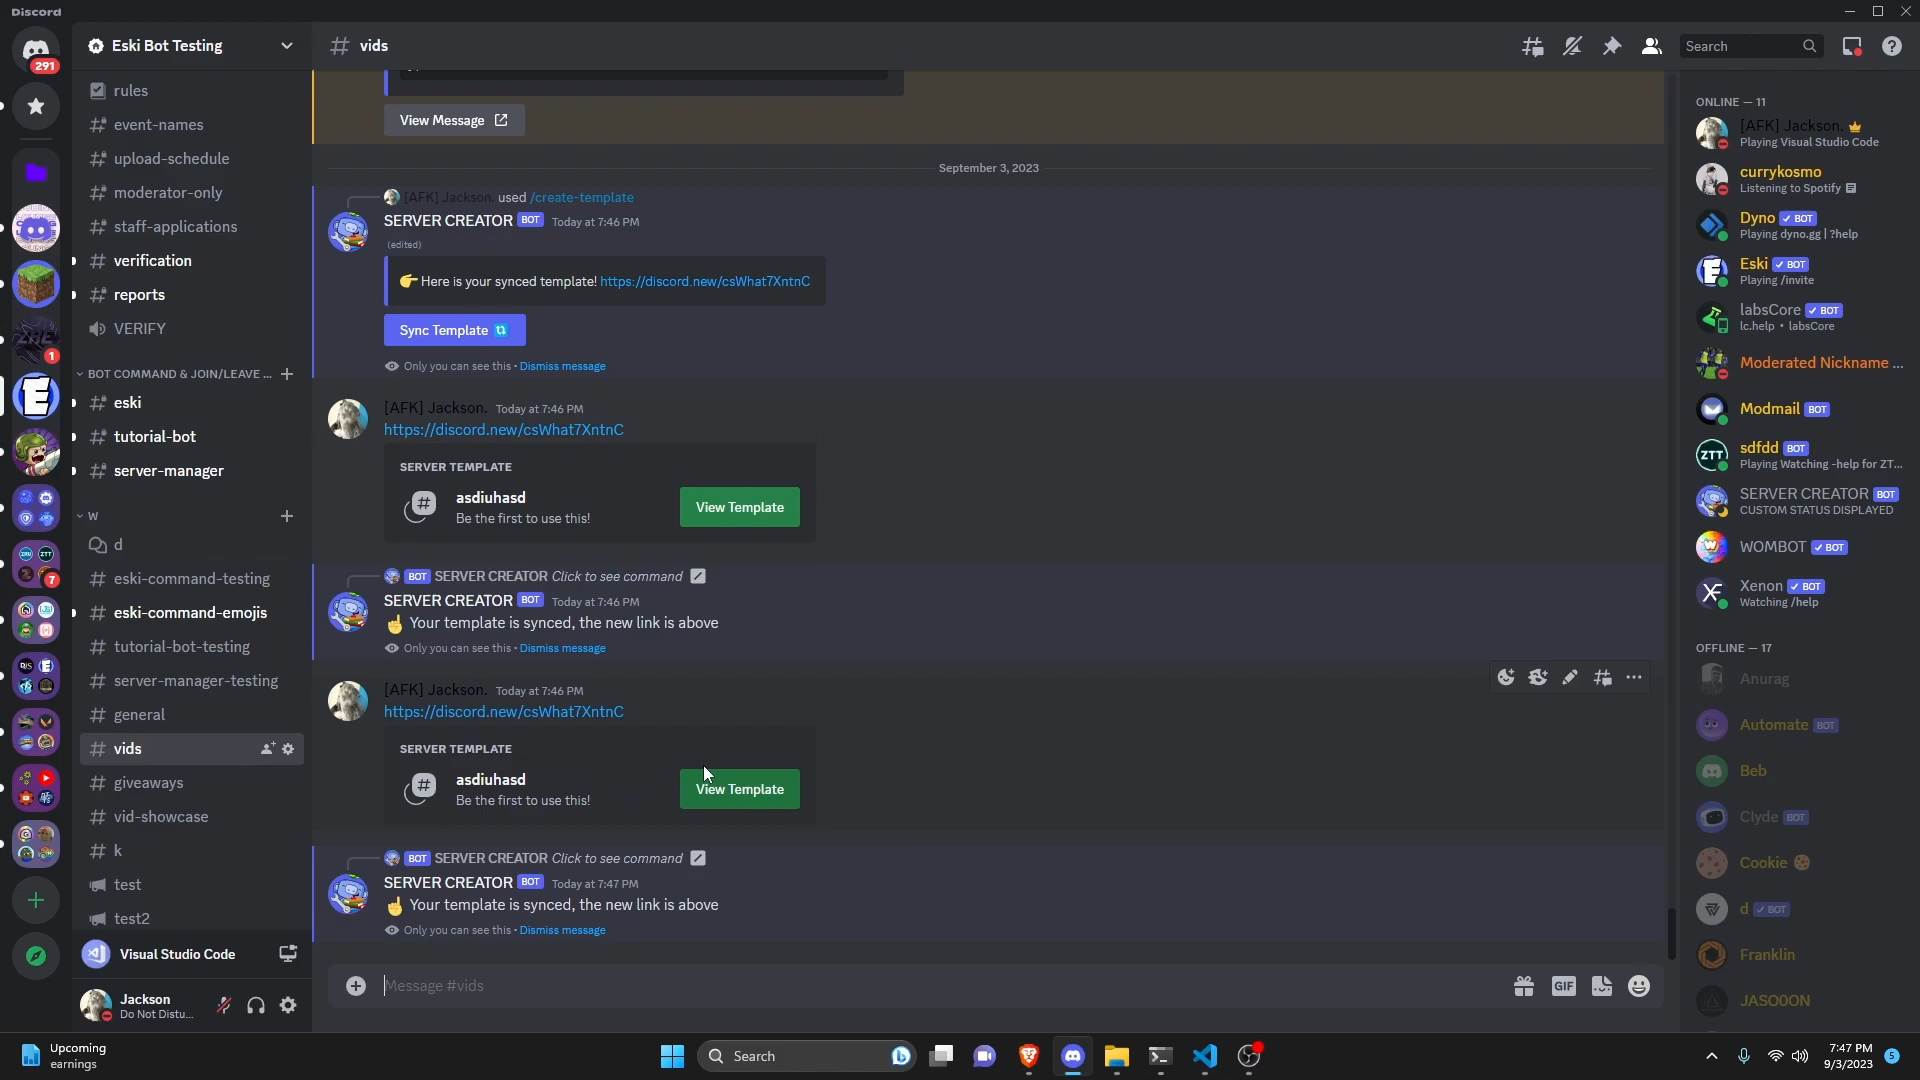 Discord
Eski Bot Testing
291
rules
event-names
upload-schedule
moderator-only
staff-applications
verification
reports
VERIFY
1
BOT COMMAND & JOIN/LEAVE ...
eski
tutorial-bot
server-manager
W
d
eski-command-testing
7
eski-command-emojis
tutorial-bot-testing
server-manager-testing
general
vids
giveaways
vid-showcase
k
test
test2
Visual Studio Code
Jackson
Do Not Distu...
# vids
Search
View Message
September 3, 2023
[AFK] Jackson. used /create-template
SERVER CREATOR BOT Today at 7:46 PM
(edited)
Here is your synced template! https://discord.new/csWhat7XntnC
Sync Template
Only you can see this • Dismiss message
[AFK] Jackson. Today at 7:46 PM
https://discord.new/csWhat7XntnC
SERVER TEMPLATE
asdiuhasd
Be the first to use this!
View Template
BOT SERVER CREATOR Click to see command
SERVER CREATOR BOT Today at 7:46 PM
Your template is synced, the new link is above
Only you can see this • Dismiss message
[AFK] Jackson. Today at 7:46 PM
https://discord.new/csWhat7XntnC
SERVER TEMPLATE
asdiuhasd
Be the first to use this!
View Template
BOT SERVER CREATOR Click to see command
SERVER CREATOR BOT Today at 7:47 PM
Your template is synced, the new link is above
Only you can see this • Dismiss message
Message #vids
GIF
ONLINE — 11
[AFK] Jackson.
Playing Visual Studio Code
currykosmo
Listening to Spotify
Dyno BOT
Playing dyno.gg | ?help
Eski BOT
Playing /invite
labsCore BOT
lc.help • labsCore
Moderated Nickname ...
Modmail BOT
ZTT
sdfdd BOT
Playing Watching -help for ZT...
SERVER CREATOR BOT
CUSTOM STATUS DISPLAYED
WOMBOT BOT
Xenon BOT
Watching /help
OFFLINE — 17
Anurag
Automate BOT
Beb
Clyde BOT
Cookie
d BOT
Franklin
JASO0ON
Upcoming
earnings
Search
7:47 PM
9/3/2023
5